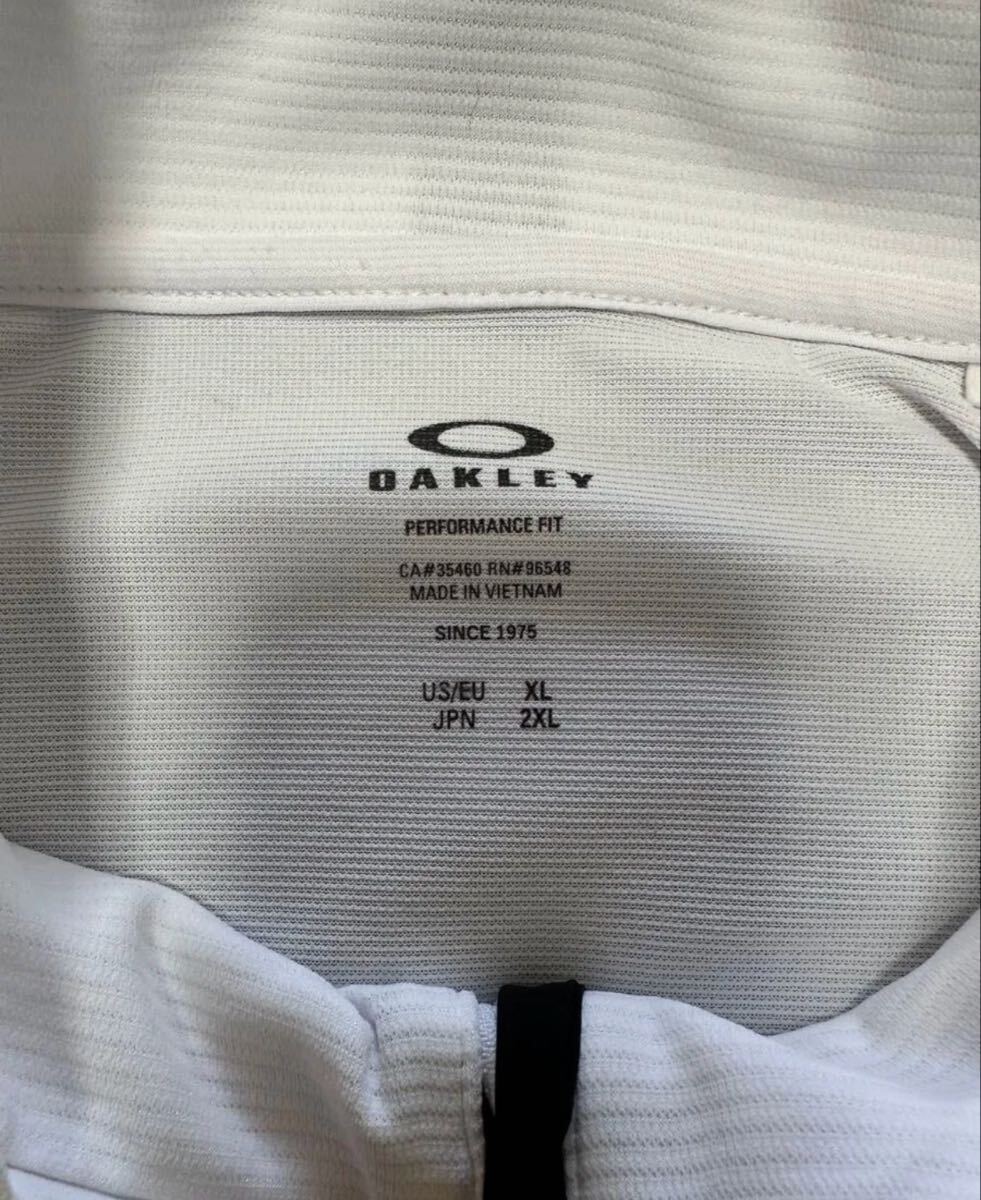 OAKLEY
PERFORMANCE FIT
CA#35460 RN#96548
MADE IN VIETNAM
SINCE 1975
US/EU XL
JPN 2XL